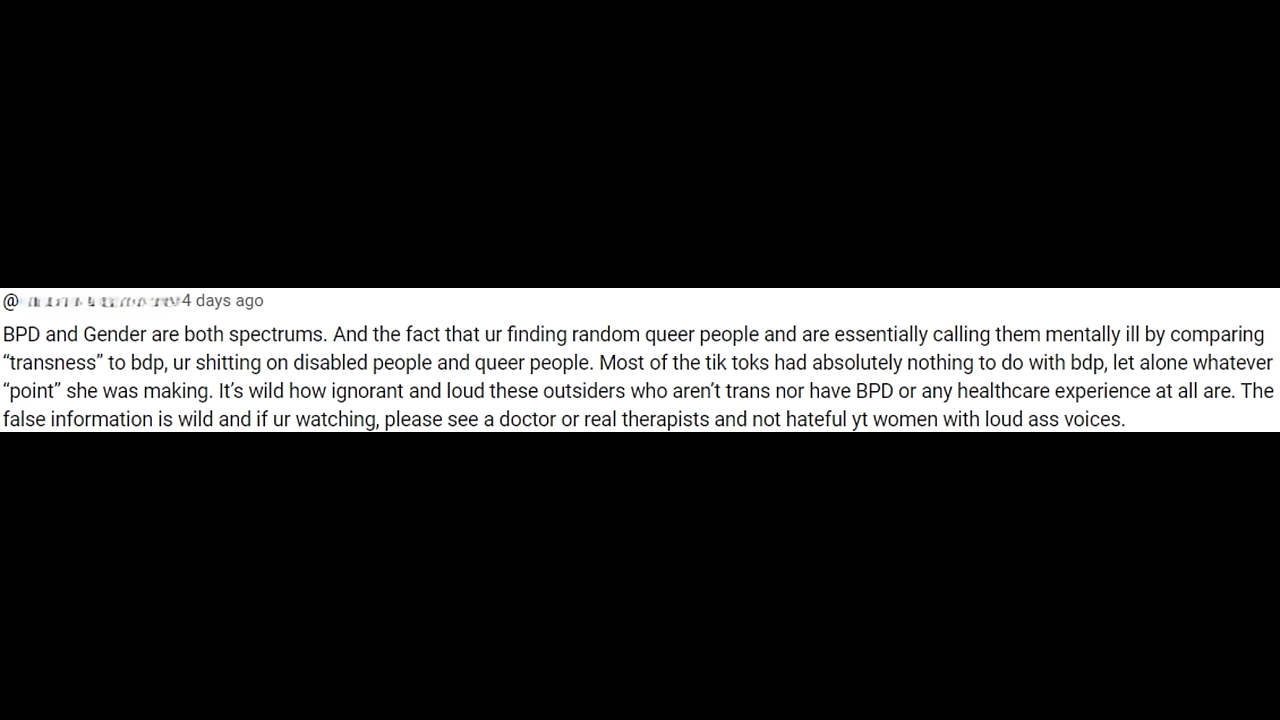 @ 4 days ago
BPD and Gender are both spectrums. And the fact that ur finding random queer people and are essentially calling them mentally ill by comparing
“transness” to bdp, ur shitting on disabled people and queer people. Most of the tik toks had absolutely nothing to do with bdp, let alone whatever
“point” she was making. It’s wild how ignorant and loud these outsiders who aren’t trans nor have BPD or any healthcare experience at all are. The
false information is wild and if ur watching, please see a doctor or real therapists and not hateful yt women with loud ass voices.